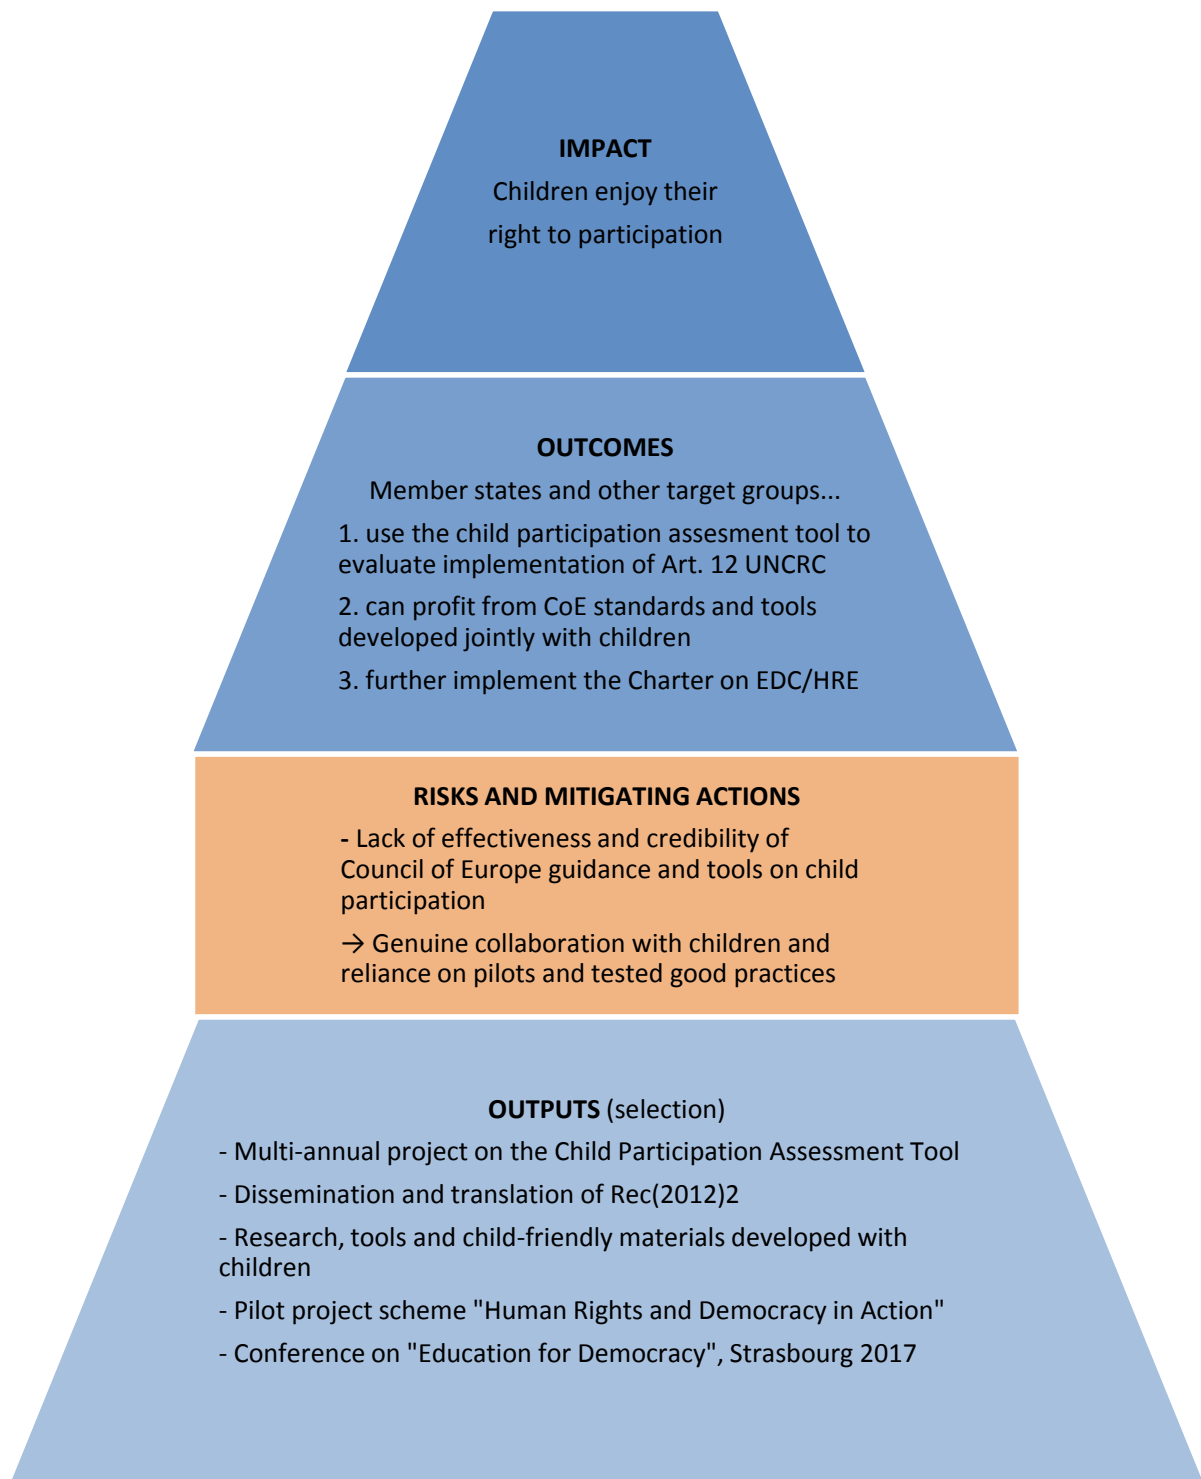 IMPACT
Children enjoy their
right to participation
OUTCOMES
Member states and other target groups...
1. use the child participation assesment tool to
evaluate implementation of Art. 12 UNCRC
2. can profit from CoE standards and tools
developed jointly with children
3. further implement the Charter on EDC/HRE
RISKS AND MITIGATING ACTIONS
- Lack of effectiveness and credibility of
Council of Europe guidance and tools on child
participation
→ Genuine collaboration with children and
reliance on pilots and tested good practices
OUTPUTS (selection)
- Multi-annual project on the Child Participation Assessment Tool
- Dissemination and translation of Rec(2012)2
- Research, tools and child-friendly materials developed with
children
- Pilot project scheme "Human Rights and Democracy in Action"
- Conference on "Education for Democracy", Strasbourg 2017